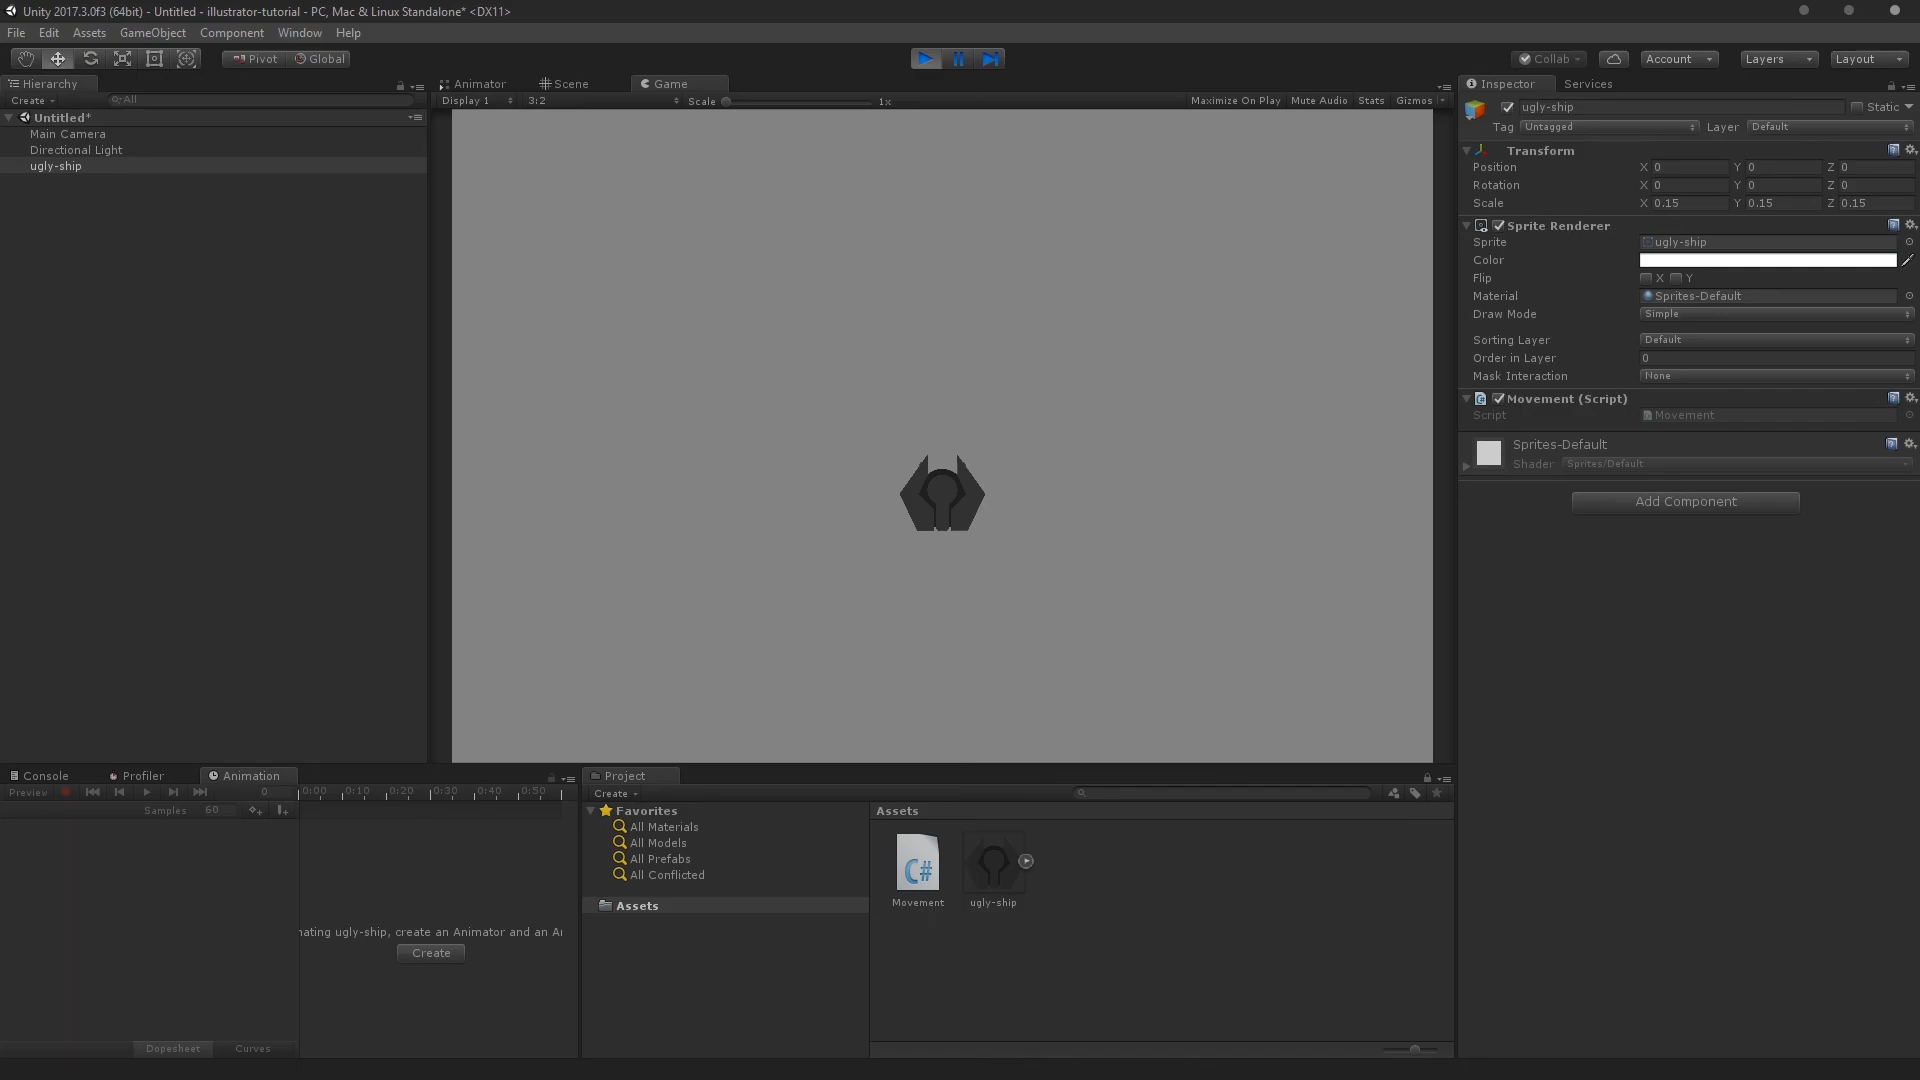 Unity 2017.3.0f3 (64bit) - Untitled - illustrator-tutorial - PC, Mac & Linux Standalone* <DX11>
File Edit Assets GameObject Component Window Help
Pivot Global Collab Account Layers Layout
Hierarchy
Create All
Untitled*
Main Camera
Directional Light
ugly-ship
Animator Scene Game
Display 1 3:2 Scale 1x Maximize On Play Mute Audio Stats Gizmos
Inspector Services
ugly-ship Static
Tag Untagged Layer Default
Transform
Position X 0 Y 0 Z 0
Rotation X 0 Y 0 Z 0
Scale X 0.15 Y 0.15 Z 0.15
Sprite Renderer
Sprite ugly-ship
Color
Flip X Y
Material Sprites-Default
Draw Mode Simple
Sorting Layer Default
Order in Layer 0
Mask Interaction None
Movement (Script)
Script Movement
Sprites-Default
Shader Sprites/Default
Add Component
Console Profiler Animation
Preview 0 0:00 0:10 0:20 0:30 0:40 0:50
Samples 60
nating ugly-ship, create an Animator and an Ar
Create
Dopesheet Curves
Project
Create
Favorites
All Materials
All Models
All Prefabs
All Conflicted
Assets
Assets
C#
Movement ugly-ship